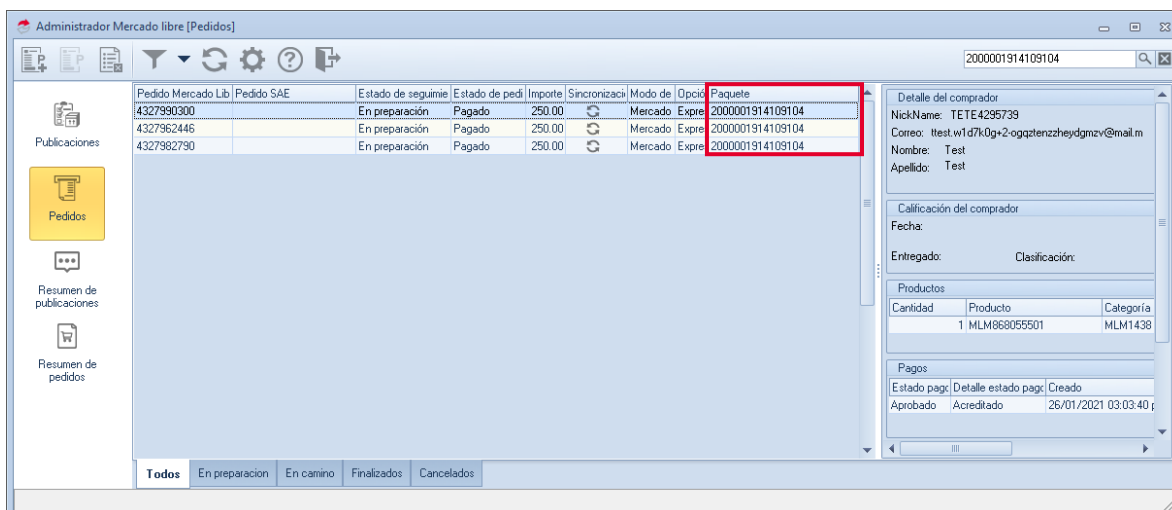 Administrador Mercado libre [Pedidos]
2000001914109104
Publicaciones
Pedidos
Resumen de
publicaciones
Resumen de
pedidos
Pedido Mercado Lib Pedido SAE Estado de seguimie Estado de pedi Importe Sincronizaci Modo de Opció Paquete
4327990300 En preparación Pagado 250.00 Mercado Expre 2000001914109104
4327962446 En preparación Pagado 250.00 Mercado Expre 2000001914109104
4327982790 En preparación Pagado 250.00 Mercado Expre 2000001914109104
Todos En preparacion En camino Finalizados Cancelados
Detalle del comprador
NickName: TETE4295739
Correo: ttest.w1d7k0g+2-ogqztenzzheydgmzv@mail.m
Nombre: Test
Apellido: Test
Calificación del comprador
Fecha:
Entregado: Clasificación:
Productos
Cantidad Producto Categoría
1 MLM868055501 MLM1438
Pagos
Estado pago Detalle estado pago Creado
Aprobado Acreditado 26/01/2021 03:03:40 p